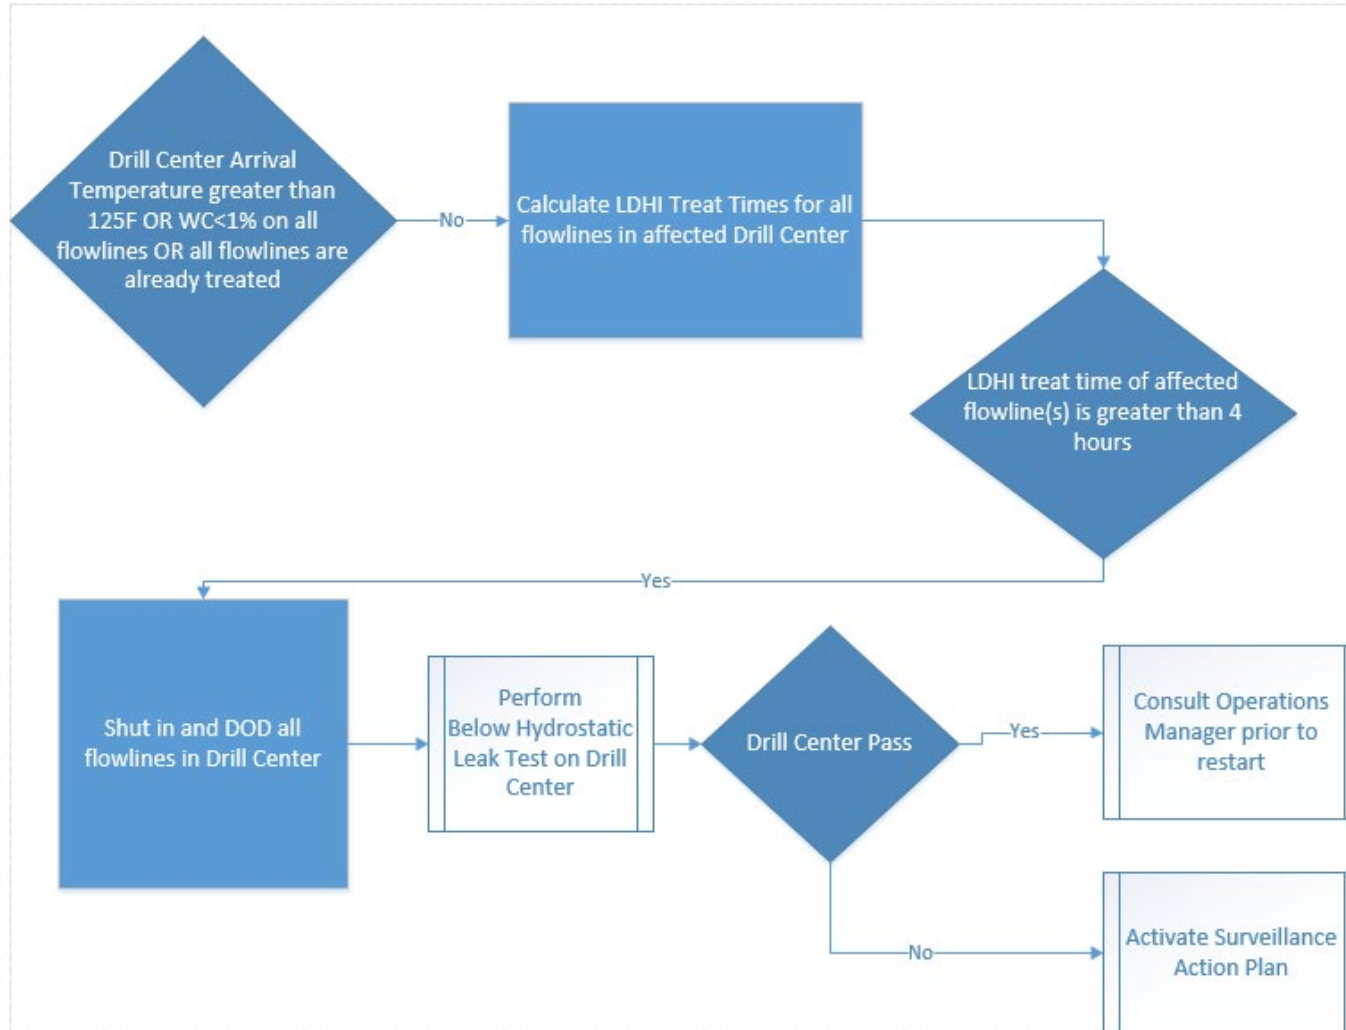 Drill Center Arrival
Temperature greater than
125F OR WC<1% on all
flowlines OR all flowlines are
already treated
No
Calculate LDHI Treat Times for all
flowlines in affected Drill Center
LDHI treat time of affected
flowline(s) is greater than 4
hours
Yes
Shut in and DOD all
flowlines in Drill Center
Perform
Below Hydrostatic
Leak Test on Drill
Center
Drill Center Pass
Yes
Consult Operations
Manager prior to
restart
No
Activate Surveillance
Action Plan